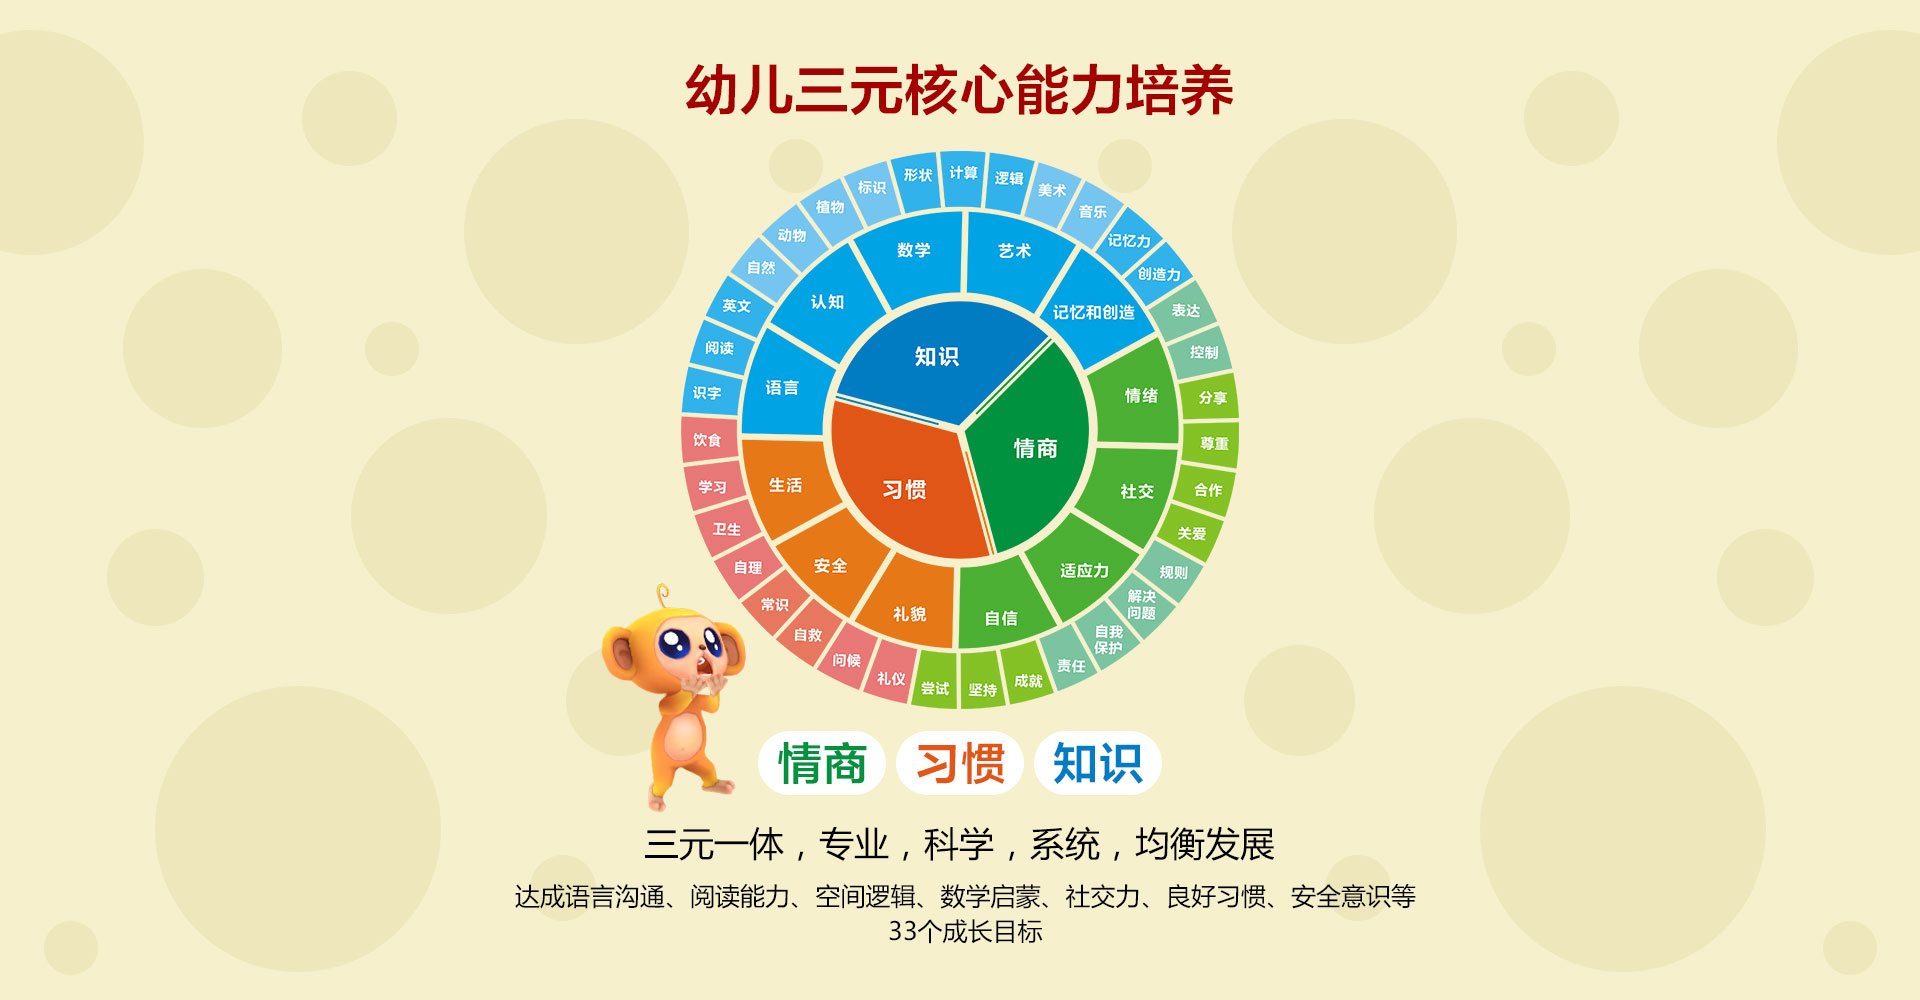 幼儿三元核心能力培养
知识
情商
习惯
语言
认知
数学
艺术
记忆和创造
情绪
社交
适应力
自信
礼貌
安全
生活
识字
阅读
英文
自然
动物
植物
标识
形状
计算
逻辑
美术
音乐
记忆力
创造力
表达
控制
分享
尊重
合作
关爱
规则
解决
问题
自我
保护
责任
成就
坚持
尝试
礼仪
问候
自救
常识
自理
卫生
学习
饮食
情商 习惯 知识
三元一体，专业，科学，系统，均衡发展
达成语言沟通、阅读能力、空间逻辑、数学启蒙、社交力、良好习惯、安全意识等
33个成长目标